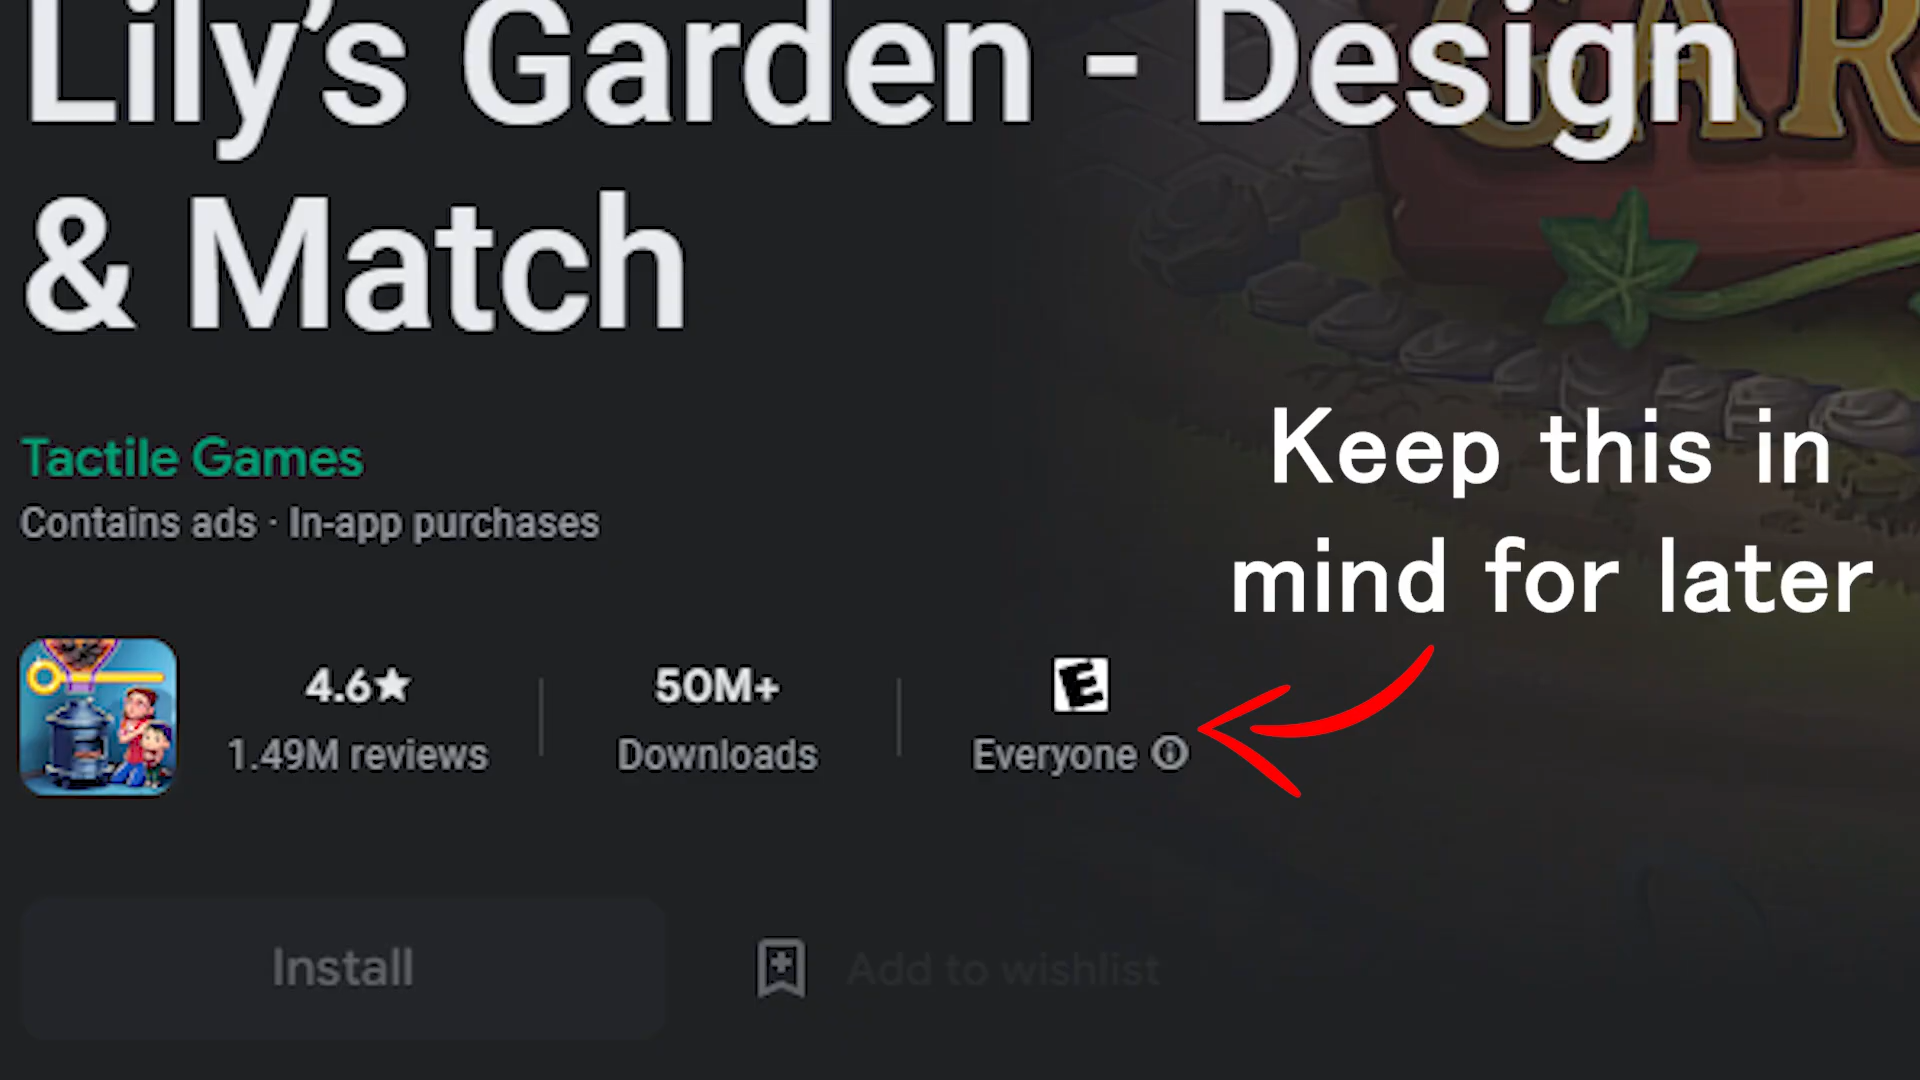 Lily's Garden - Design
& Match
GAR
Tactile Games
Contains ads · In-app purchases
Keep this in
mind for later
4.6★
1.49M reviews
50M+
Downloads
E
Everyone
Install
Add to wishlist